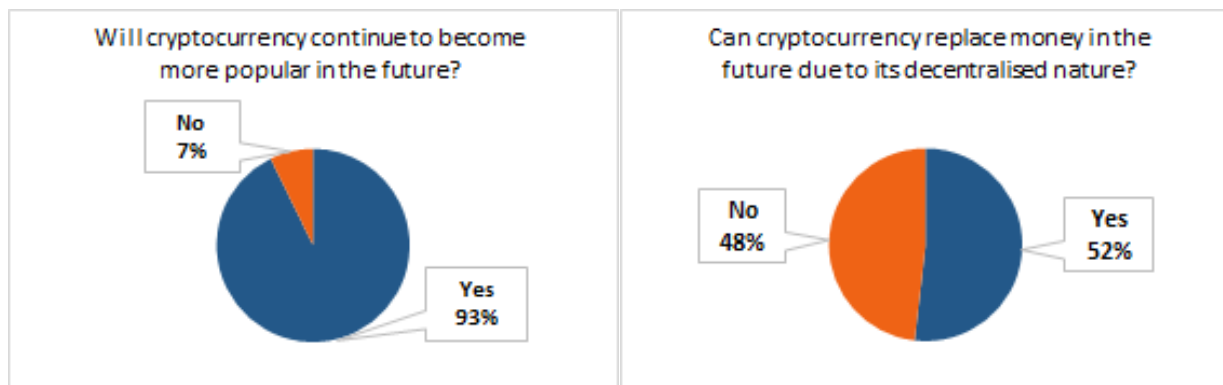 Will cryptocurrency continue to become
more popular in the future?
No
7%
Yes
93%
Can cryptocurrency replace money in the
future due to its decentralised nature?
No
48%
Yes
52%